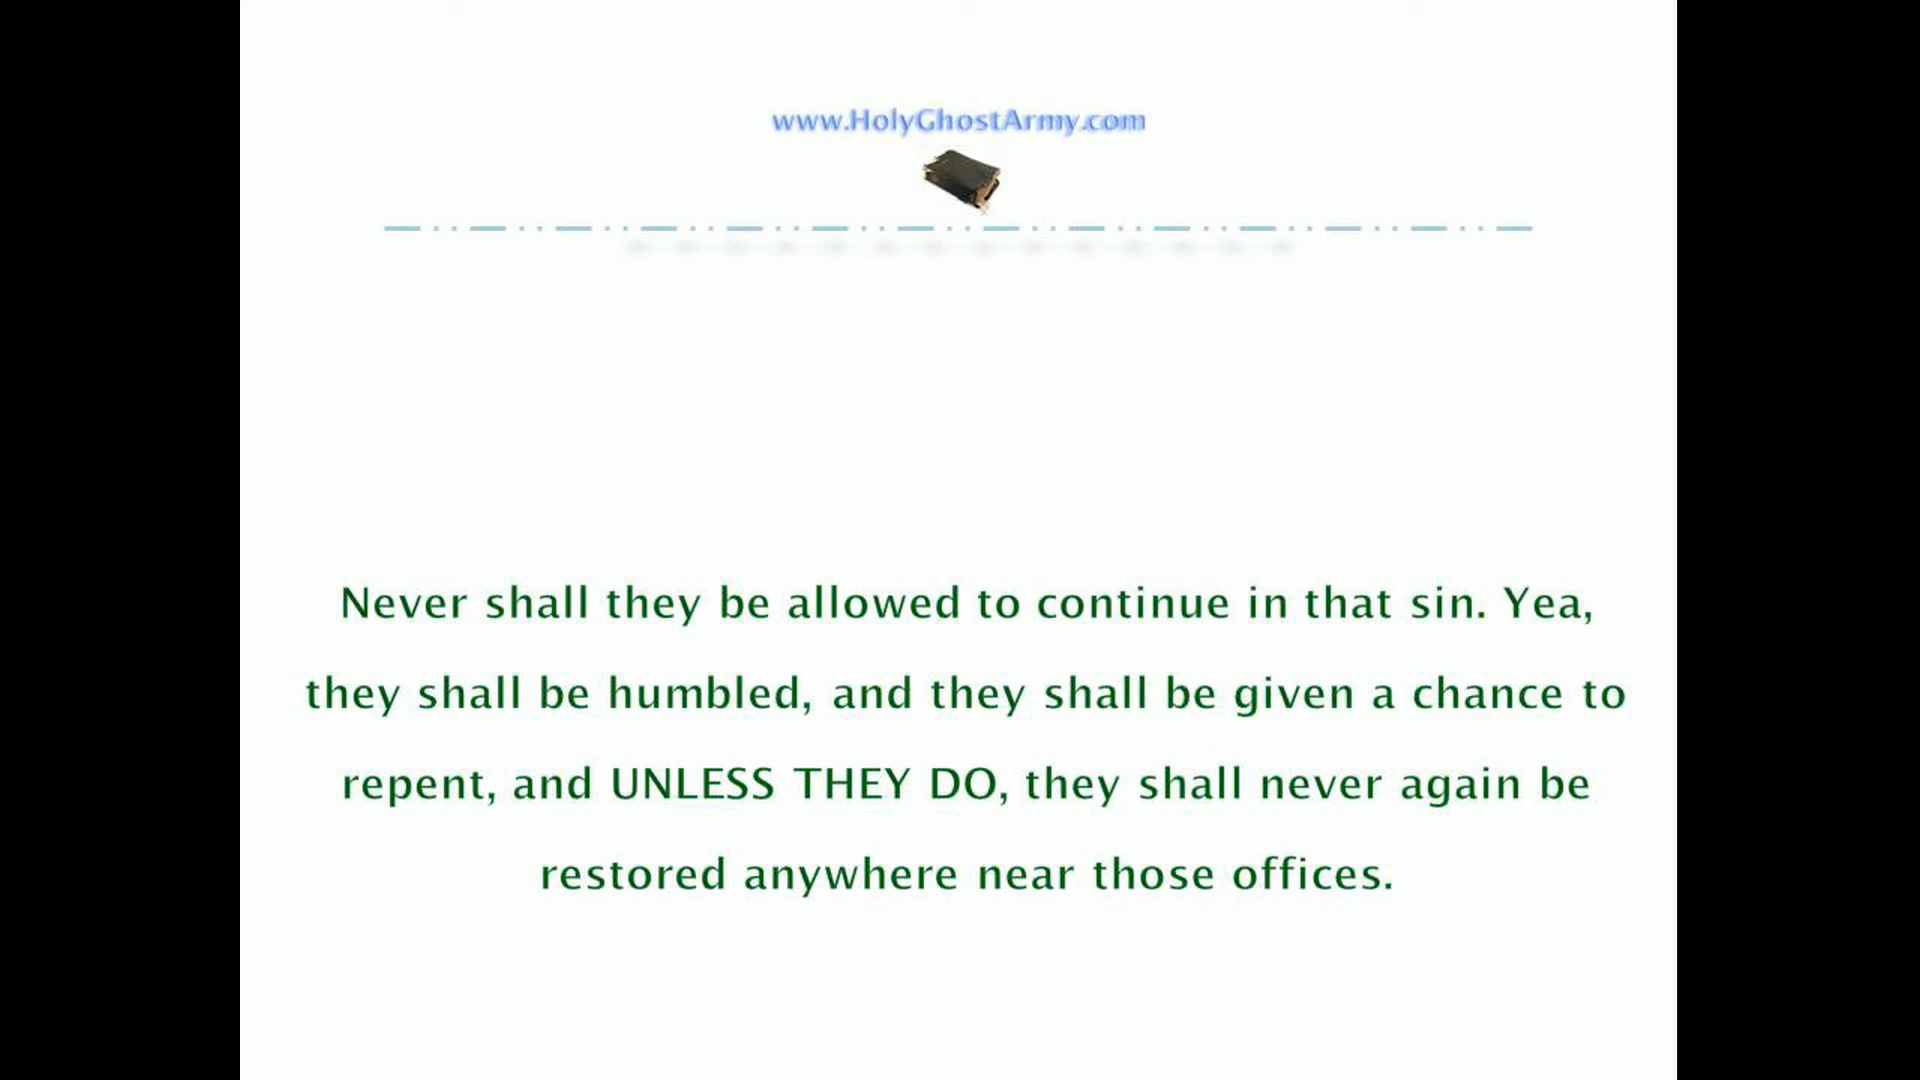 www.HolyGhostArmy.com
Never shall they be allowed to continue in that sin. Yea,
they shall be humbled, and they shall be given a chance to
repent, and UNLESS THEY DO, they shall never again be
restored anywhere near those offices.